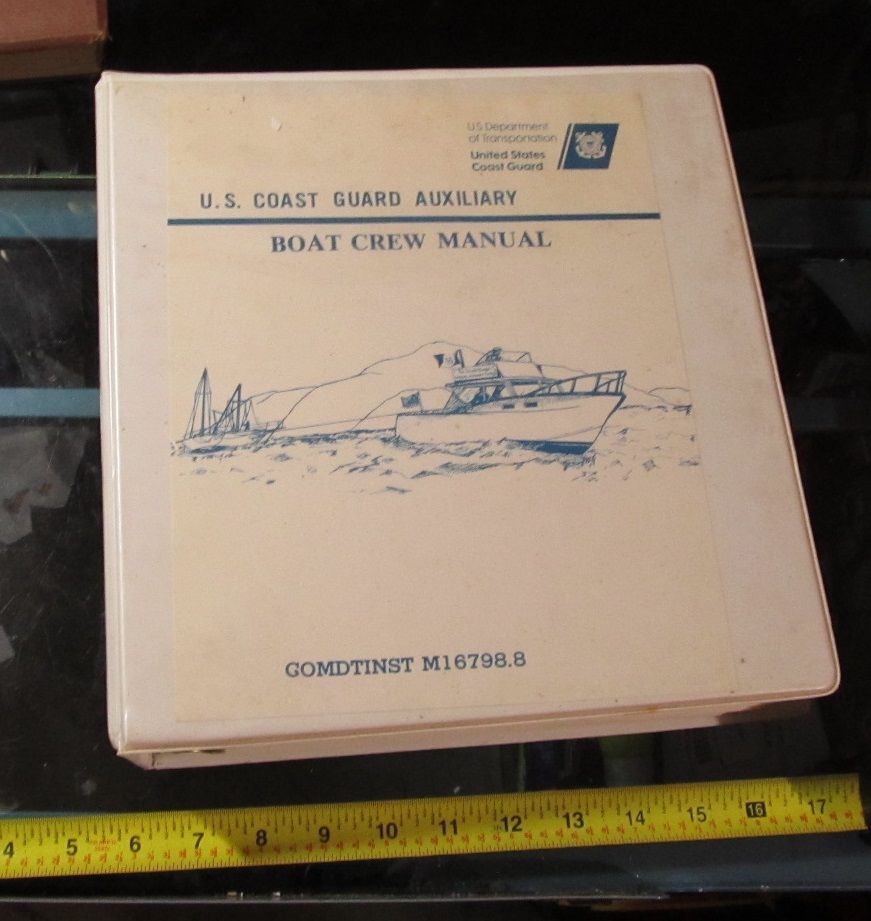 U.S. Department
of Transportation
United States
Coast Guard
U.S. COAST GUARD AUXILIARY
BOAT CREW MANUAL
GOMDTINST M16798.8
4 5 6 7 8 9 10 11 12 13 14 15 16 17